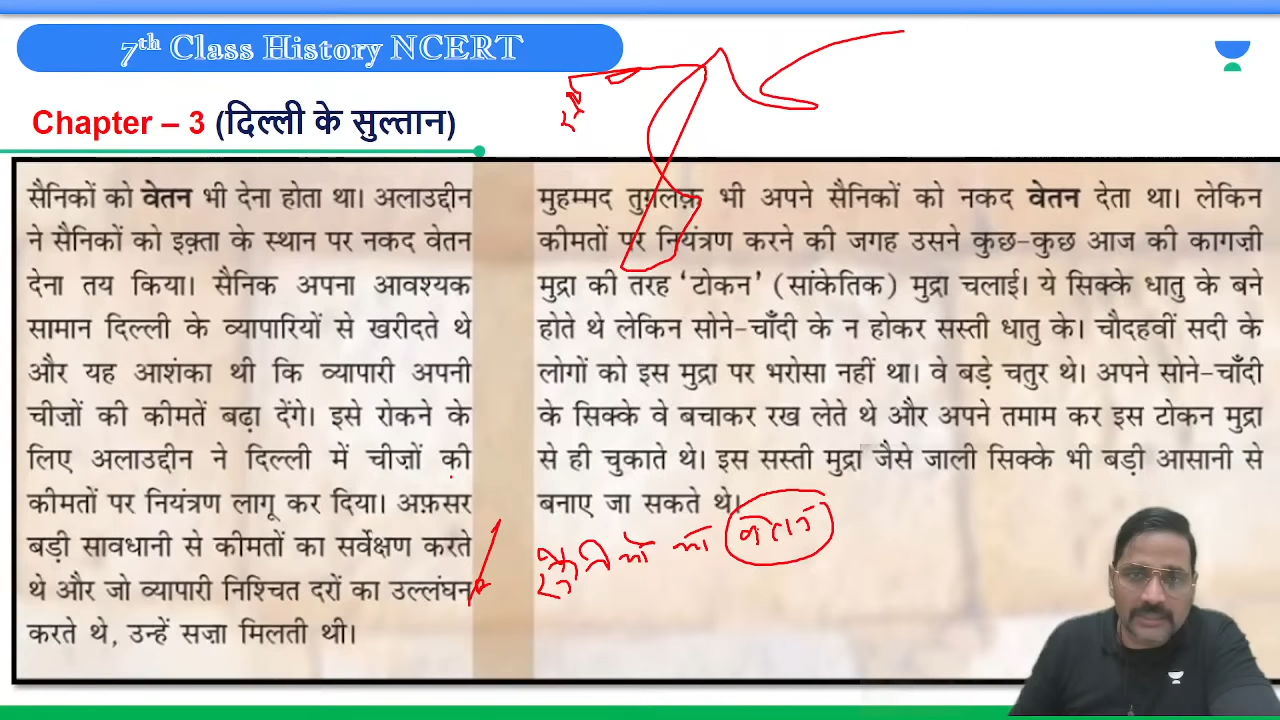 7th Class History NCERT
Chapter – 3 (दिल्ली के सुल्तान)
सैनिकों को वेतन भी देना होता था। अलाउद्दीन
ने सैनिकों को इक़्ता के स्थान पर नकद वेतन
देना तय किया। सैनिक अपना आवश्यक
सामान दिल्ली के व्यापारियों से खरीदते थे
और यह आशंका थी कि व्यापारी अपनी
चीज़ों की कीमतें बढ़ा देंगे। इसे रोकने के
लिए अलाउद्दीन ने दिल्ली में चीज़ों की
कीमतों पर नियंत्रण लागू कर दिया। अफ़सर
बड़ी सावधानी से कीमतों का सर्वेक्षण करते
थे और जो व्यापारी निश्चित दरों का उल्लंघन
करते थे, उन्हें सज़ा मिलती थी।
मुहम्मद तुग़लक़ भी अपने सैनिकों को नकद वेतन देता था। लेकिन
कीमतों पर नियंत्रण करने की जगह उसने कुछ-कुछ आज की कागज़ी
मुद्रा की तरह ‘टोकन’ (सांकेतिक) मुद्रा चलाई। ये सिक्के धातु के बने
होते थे लेकिन सोने-चाँदी के न होकर सस्ती धातु के। चौदहवीं सदी के
लोगों को इस मुद्रा पर भरोसा नहीं था। वे बड़े चतुर थे। अपने सोने-चाँदी
के सिक्के वे बचाकर रख लेते थे और अपने तमाम कर इस टोकन मुद्रा
से ही चुकाते थे। इस सस्ती मुद्रा जैसे जाली सिक्के भी बड़ी आसानी से
बनाए जा सकते थे।
वेतन